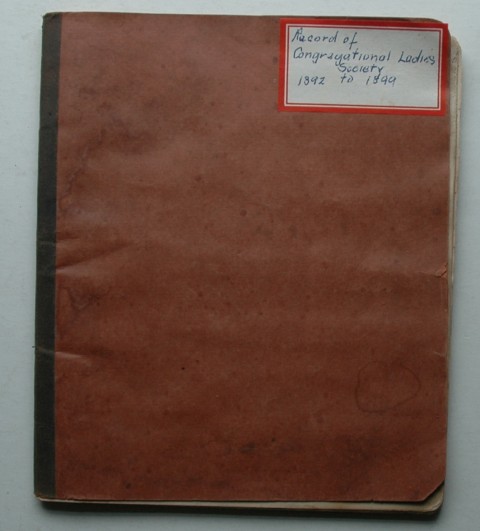 Record of
Congregational Ladies
Society
1892 to 1899